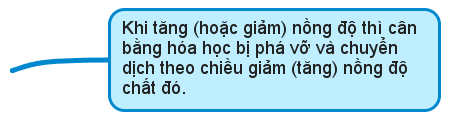 Khi tăng (hoặc giảm) nồng độ thì cân
bằng hóa học bị phá vỡ và chuyển
dịch theo chiều giảm (tăng) nồng độ
chất đó.